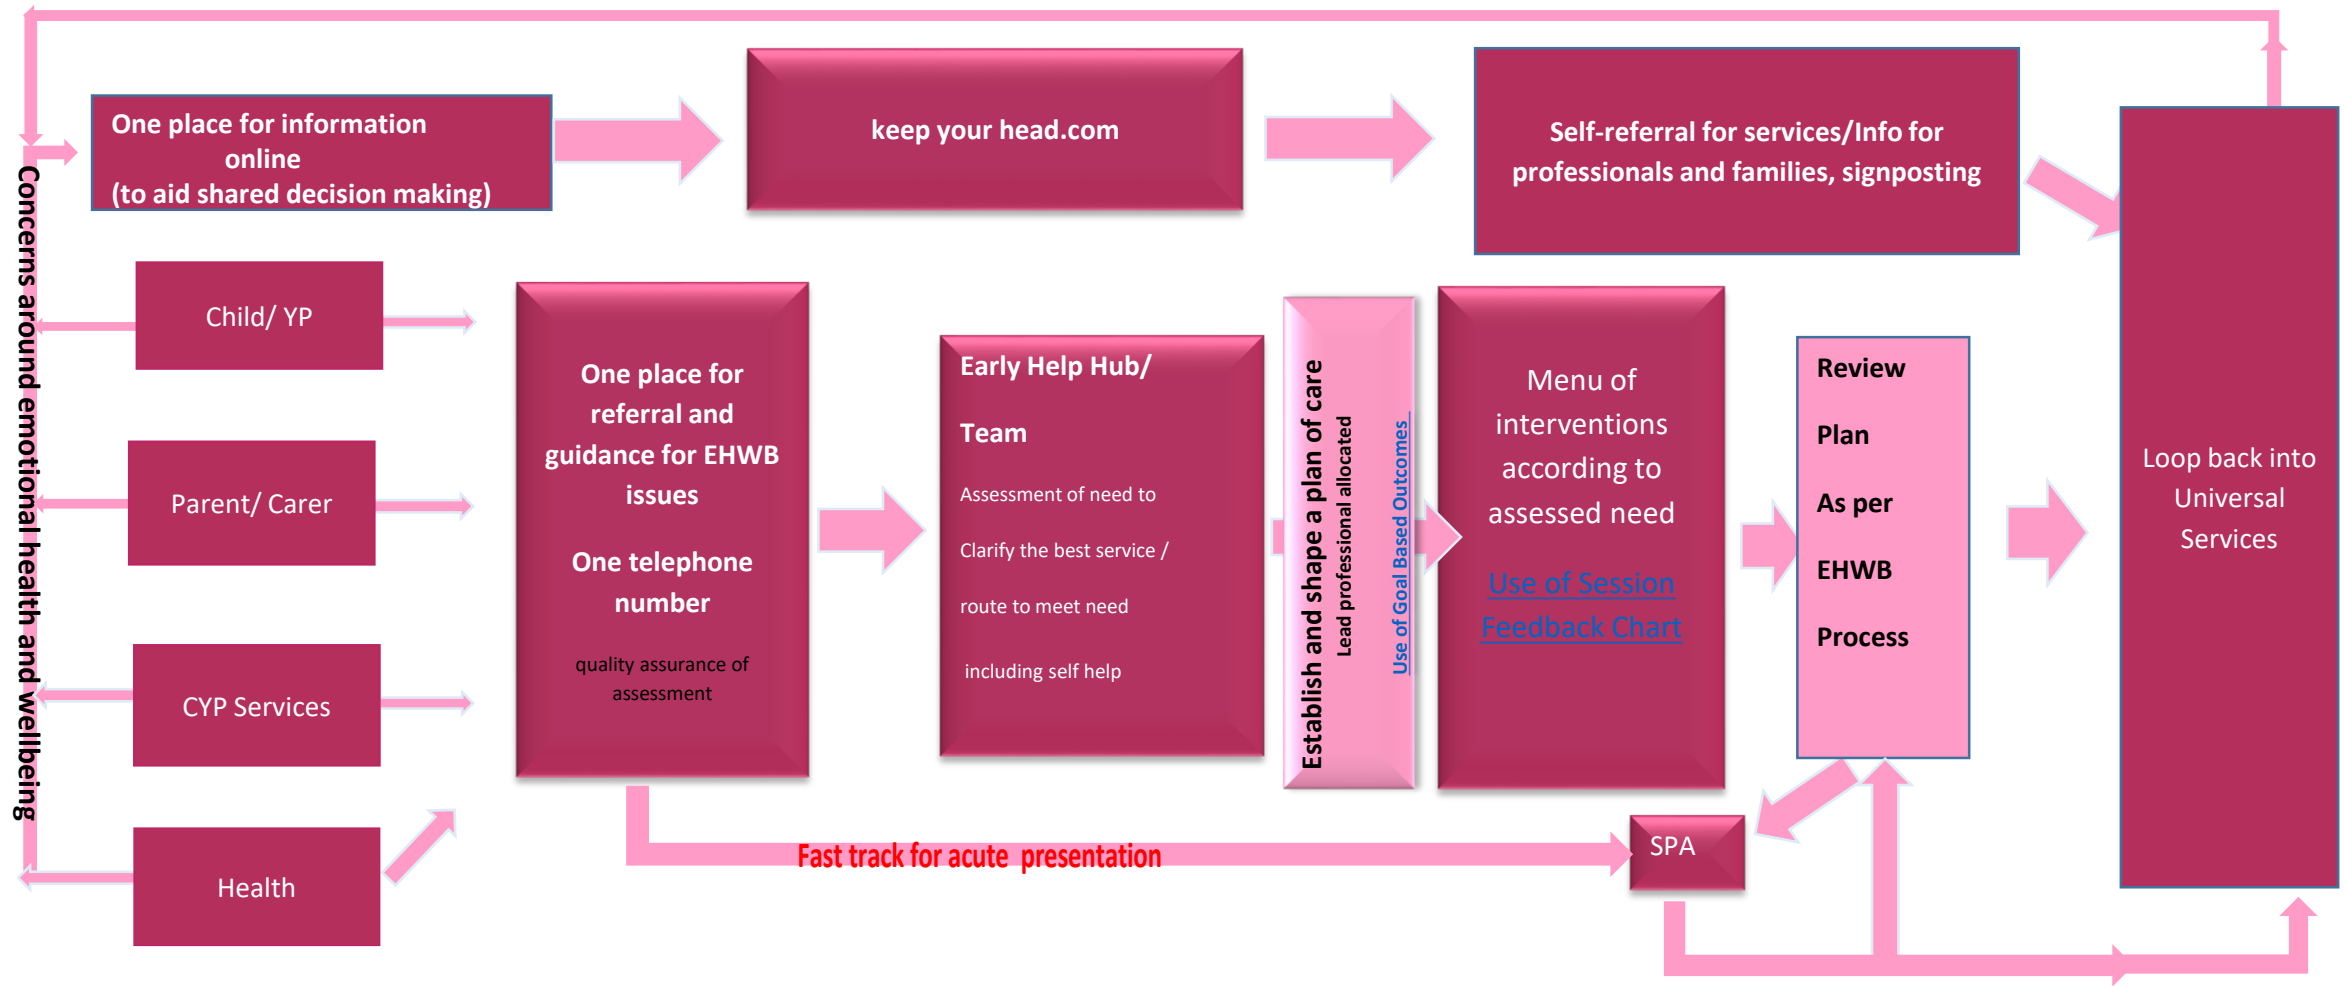 One place for information
online
(to aid shared decision making)
keep your head.com
Self-referral for services/Info for
professionals and families, signposting
Concerns around emotional health and wellbeing
Child/ YP
Parent/ Carer
CYP Services
Health
One place for
referral and
guidance for EHWB
issues
One telephone
number
quality assurance of
assessment
Early Help Hub/
Team
Assessment of need to
Clarify the best service /
route to meet need
including self help
Establish and shape a plan of care
Lead professional allocated
Use of Goal Based Outcomes
Menu of
interventions
according to
assessed need
Use of Session
Feedback Chart
Review
Plan
As per
EHWB
Process
Loop back into
Universal
Services
Fast track for acute  presentation
SPA